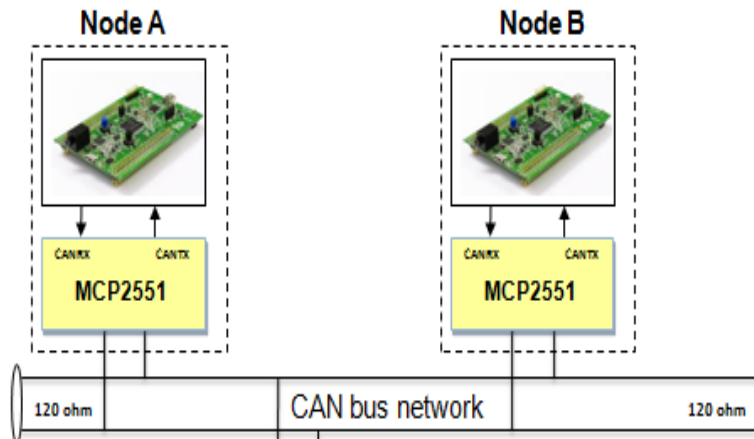 Node A
Node B
CANRX
CANTX
MCP2551
CANRX
CANTX
MCP2551
120 ohm
CAN bus network
120 ohm